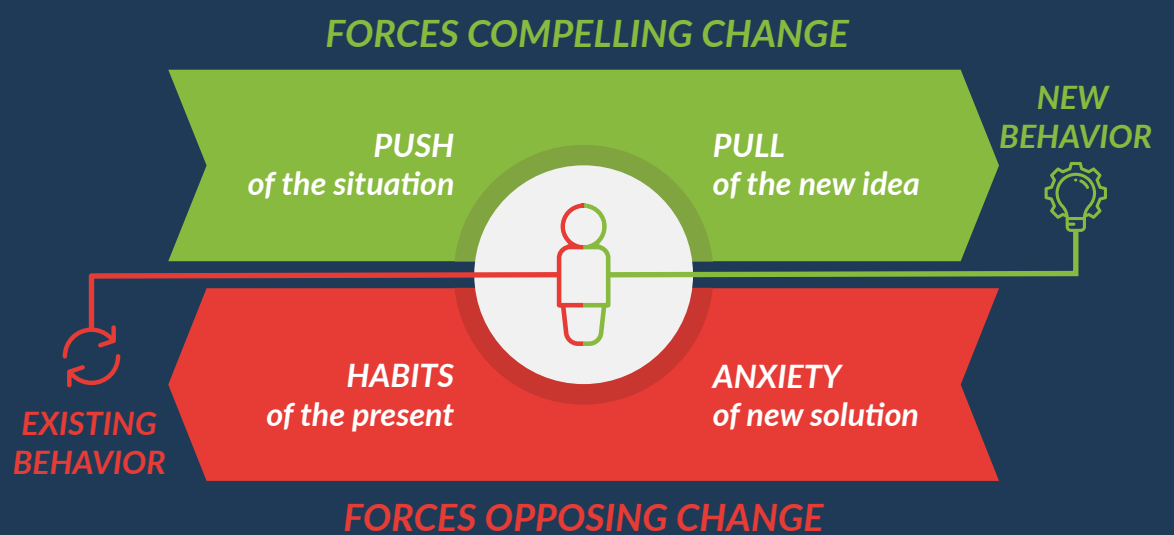 FORCES COMPELLING CHANGE
NEW
BEHAVIOR
PUSH
of the situation
PULL
of the new idea
HABITS
of the present
ANXIETY
of new solution
EXISTING
BEHAVIOR
FORCES OPPOSING CHANGE